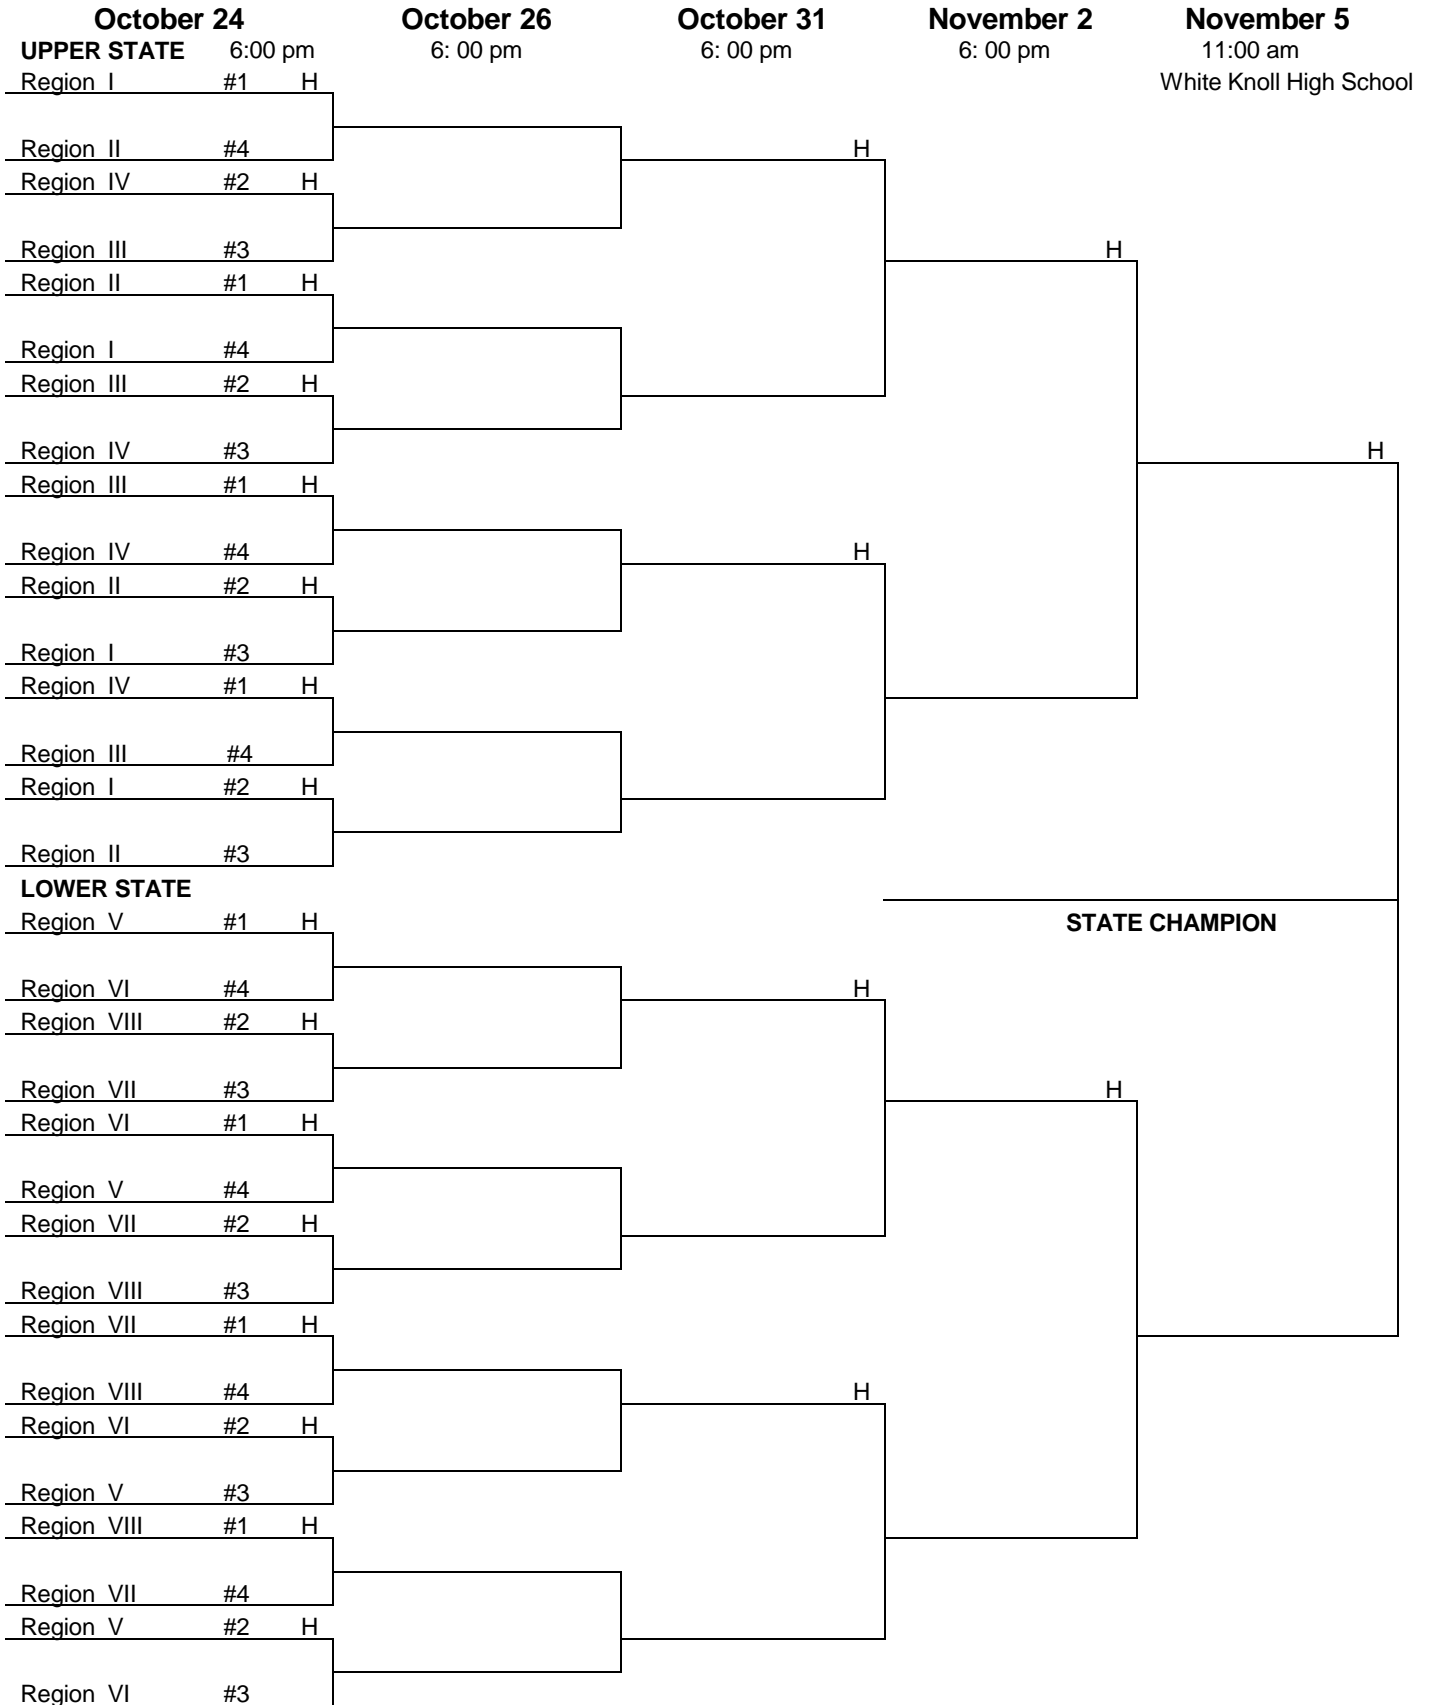 October 24 October 26 October 31 November 2 November 5
UPPER STATE 6:00 pm 6: 00 pm 6: 00 pm 6: 00 pm 11:00 am
Region I #1 H White Knoll High School
Region II #4 H
Region IV #2 H
Region III #3 H
Region II #1 H
Region I #4
Region III #2 H
Region IV #3 H
Region III #1 H
Region IV #4 H
Region II #2 H
Region I #3
Region IV #1 H
Region III #4
Region I #2 H
Region II #3
LOWER STATE
Region V #1 H STATE CHAMPION
Region VI #4 H
Region VIII #2 H
Region VII #3 H
Region VI #1 H
Region V #4
Region VII #2 H
Region VIII #3
Region VII #1 H
Region VIII #4 H
Region VI #2 H
Region V #3
Region VIII #1 H
Region VII #4
Region V #2 H
Region VI #3